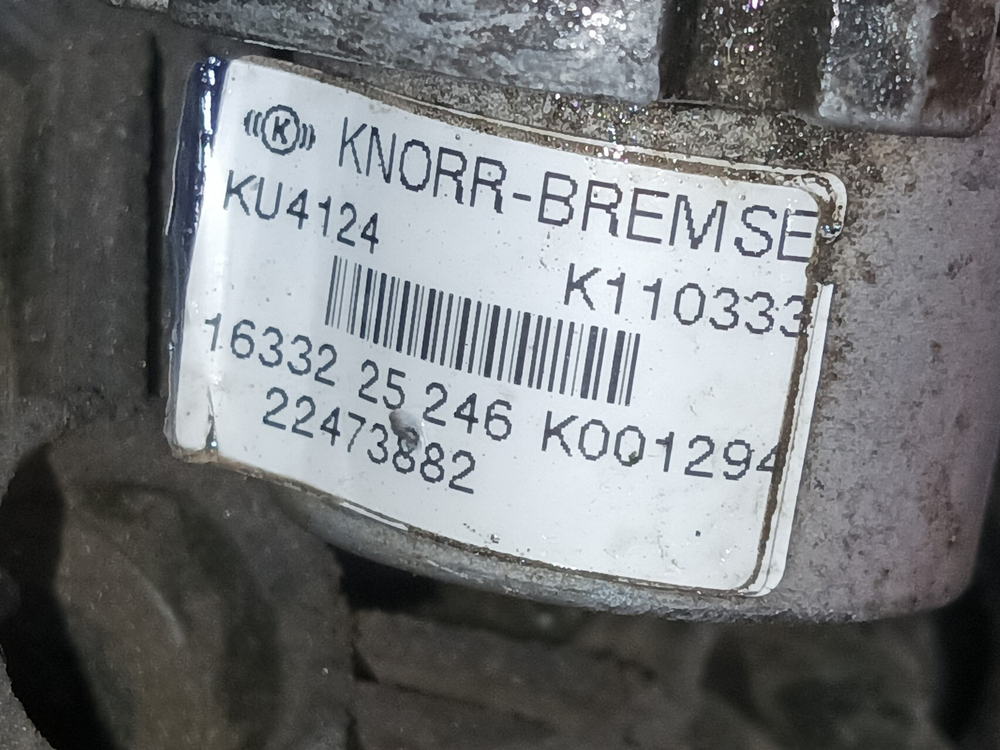 K KNORR-BREMSE
KU4124
K110333
16332 25 246 K001294
22473882